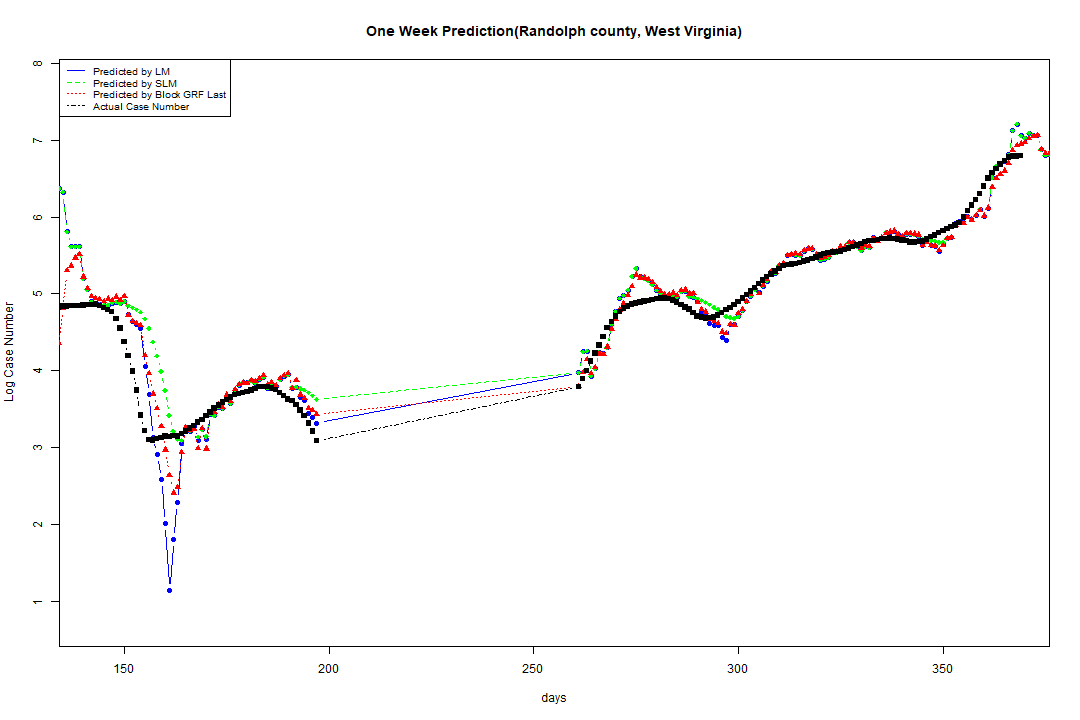 One Week Prediction(Randolph county, West Virginia)
Predicted by LM
Predicted by SLM
Predicted by Block GRF Last
Actual Case Number
Log Case Number
8
7
6
5
4
3
2
1
150 200 250 300 350
days